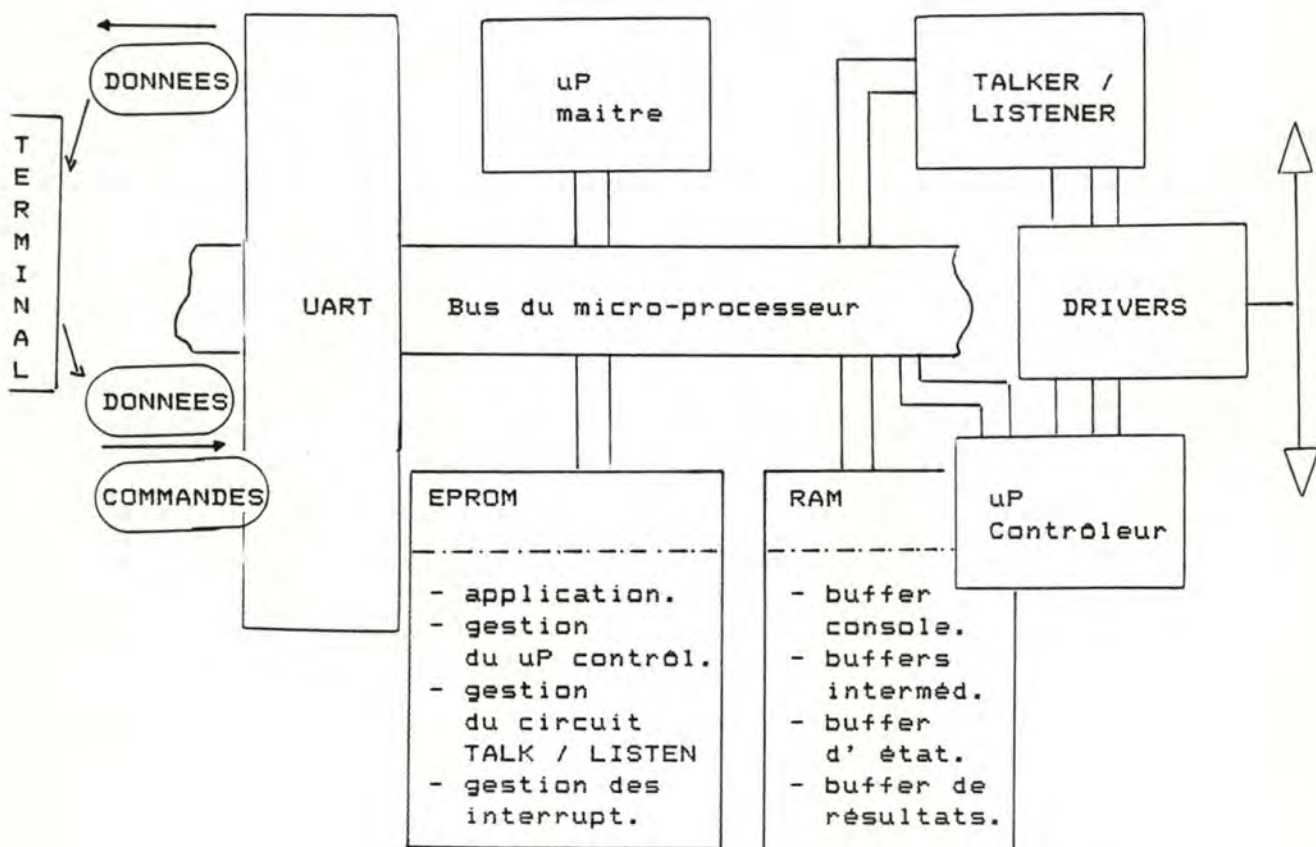 DONNEES
TERMINAL
DONNEES
COMMANDES
UART
uP
maitre
TALKER /
LISTENER
Bus du micro-processeur
DRIVERS
EPROM
- application.
- gestion
du uP contrôl.
- gestion
du circuit
TALK / LISTEN
- gestion des
interrupt.
RAM
- buffer
console.
- buffers
interméd.
- buffer
d' état.
- buffer de
résultats.
uP
Contrôleur